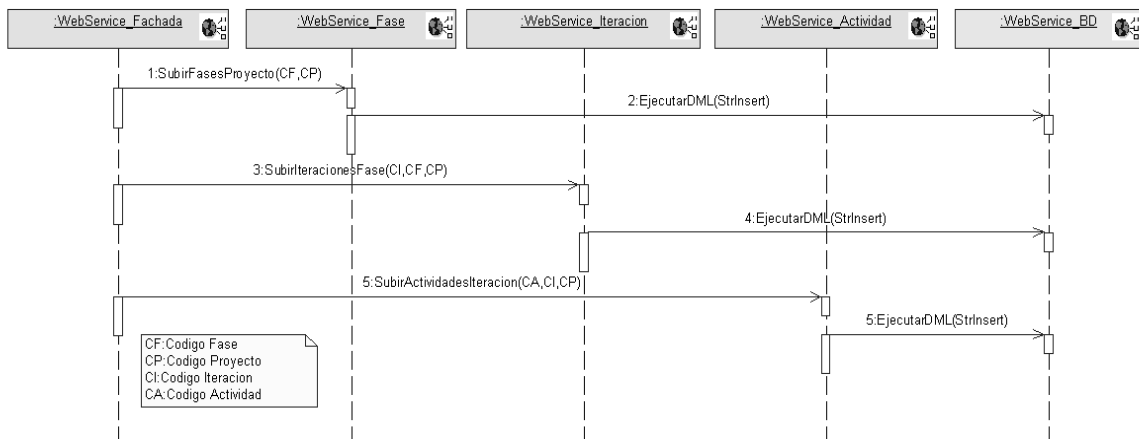 :WebService_Fachada
:WebService_Fase
:WebService_Iteracion
:WebService_Actividad
:WebService_BD
1:SubirFasesProyecto(CF,CP)
2:EjecutarDML(StrInsert)
3:SubirIteracionesFase(CI,CF,CP)
4:EjecutarDML(StrInsert)
5:SubirActividadesIteracion(CA,CI,CP)
5:EjecutarDML(StrInsert)
CF:Codigo Fase
CP:Codigo Proyecto
CI:Codigo Iteracion
CA:Codigo Actividad